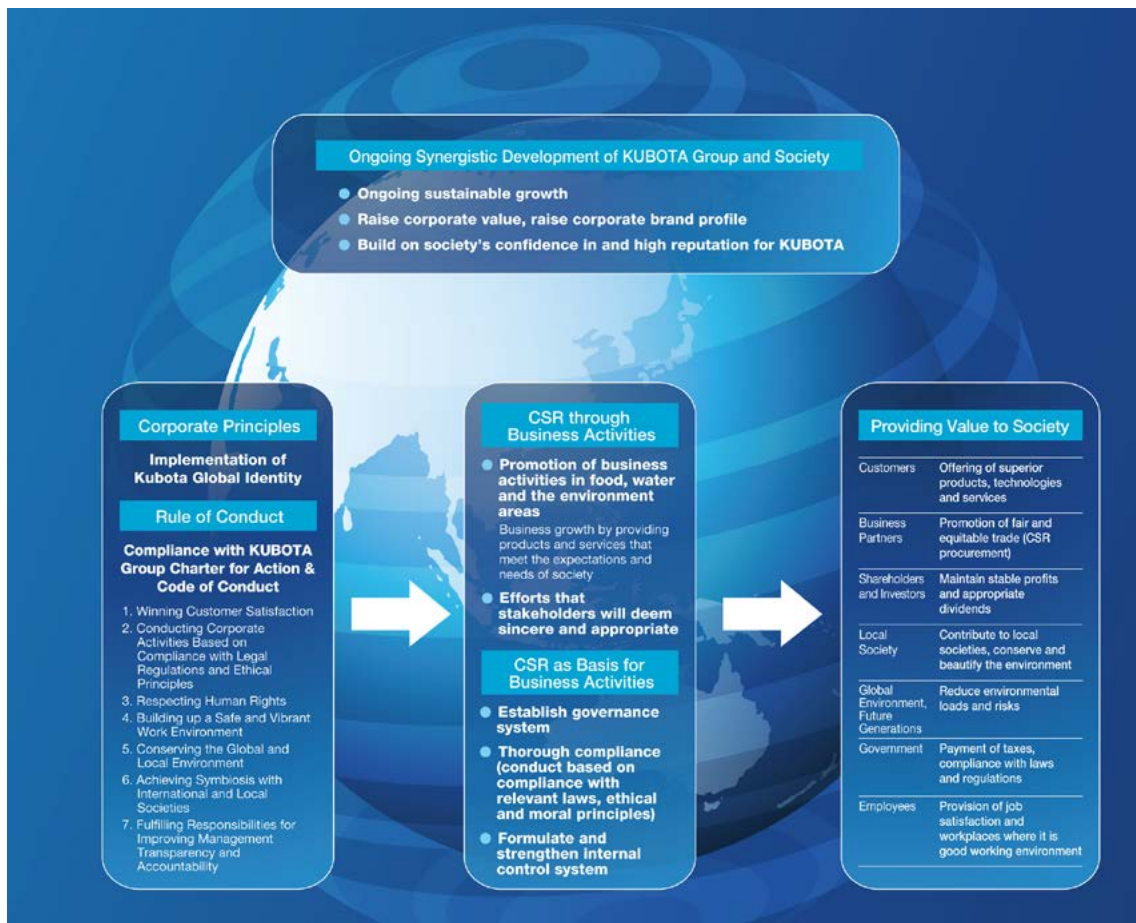 Ongoing Synergistic Development of KUBOTA Group and Society
Ongoing sustainable growth
Raise corporate value, raise corporate brand profile
Build on society's confidence in and high reputation for KUBOTA
Corporate Principles
Implementation of
Kubota Global Identity
Rule of Conduct
Compliance with KUBOTA
Group Charter for Action &
Code of Conduct
1. Winning Customer Satisfaction
2. Conducting Corporate
Activities Based on
Compliance with Legal
Regulations and Ethical
Principles
3. Respecting Human Rights
4. Building up a Safe and Vibrant
Work Environment
5. Conserving the Global and
Local Environment
6. Achieving Symbiosis with
International and Local
Societies
7. Fulfilling Responsibilities for
Improving Management
Transparency and
Accountability
CSR through
Business Activities
Promotion of business
activities in food, water
and the environment
areas
Business growth by providing
products and services that
meet the expectations and
needs of society
Efforts that
stakeholders will deem
sincere and appropriate
CSR as Basis for
Business Activities
Establish governance
system
Thorough compliance
(conduct based on
compliance with
relevant laws, ethical
and moral principles)
Formulate and
strengthen internal
control system
Providing Value to Society
Customers
Offering of superior
products, technologies
and services
Business
Partners
Promotion of fair and
equitable trade (CSR
procurement)
Shareholders
and Investors
Maintain stable profits
and appropriate
dividends
Local
Society
Contribute to local
societies, conserve and
beautify the environment
Global
Environment,
Future
Generations
Reduce environmental
loads and risks
Government
Payment of taxes,
compliance with laws
and regulations
Employees
Provision of job
satisfaction and
workplaces where it is
good working environment